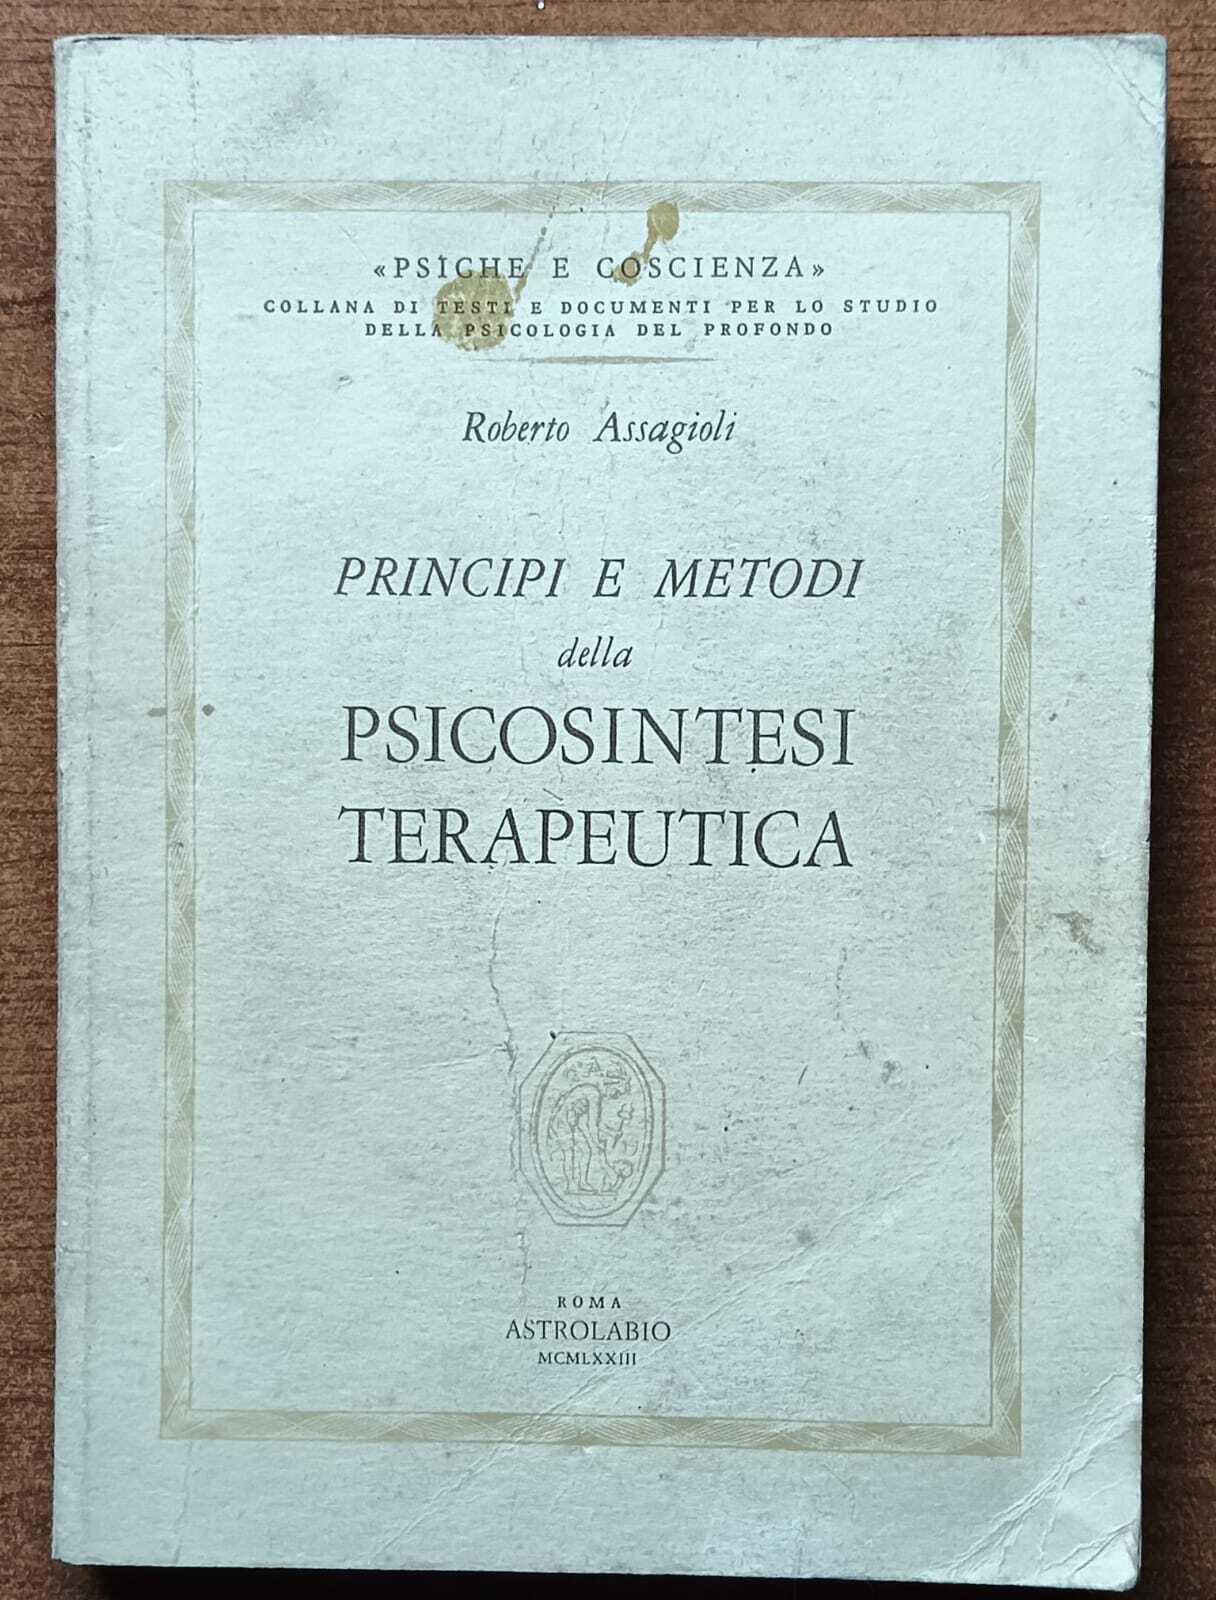 «PSICHE E COSCIENZA»
COLLANA DI TESTI E DOCUMENTI PER LO STUDIO
DELLA PSICOLOGIA DEL PROFONDO
Roberto Assagioli
PRINCIPI E METODI
della
PSICOSINTESI
TERAPEUTICA
ROMA
ASTROLABIO
MCMLXXIII